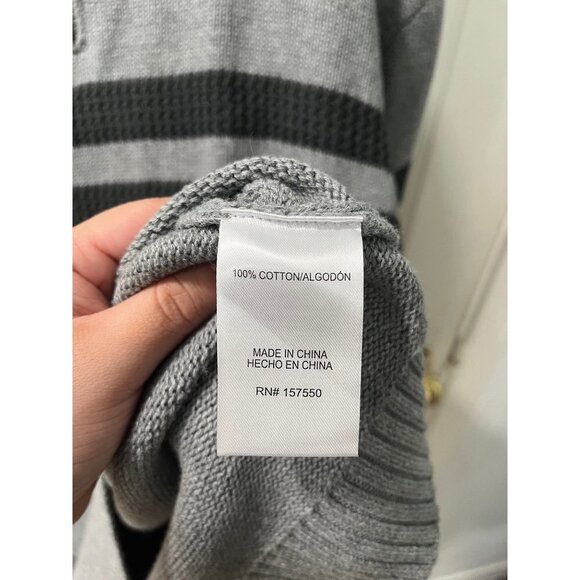 100% COTTON/ALGODÓN
MADE IN CHINA
HECHO EN CHINA
RN# 157550